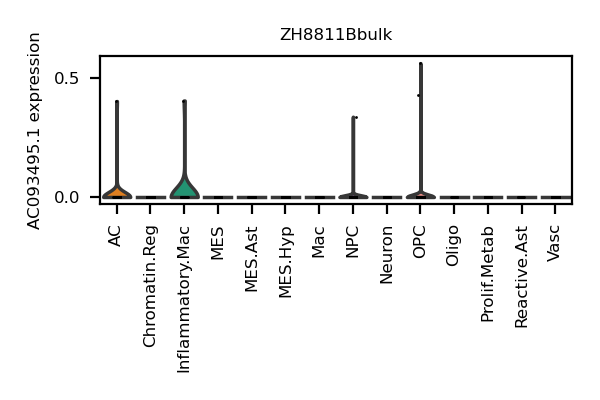 ZH8811Bbulk
AC093495.1 expression
0.5
0.0
AC
Chromatin.Reg
Inflammatory.Mac
MES
MES.Ast
MES.Hyp
Mac
NPC
Neuron
OPC
Oligo
Prolif.Metab
Reactive.Ast
Vasc